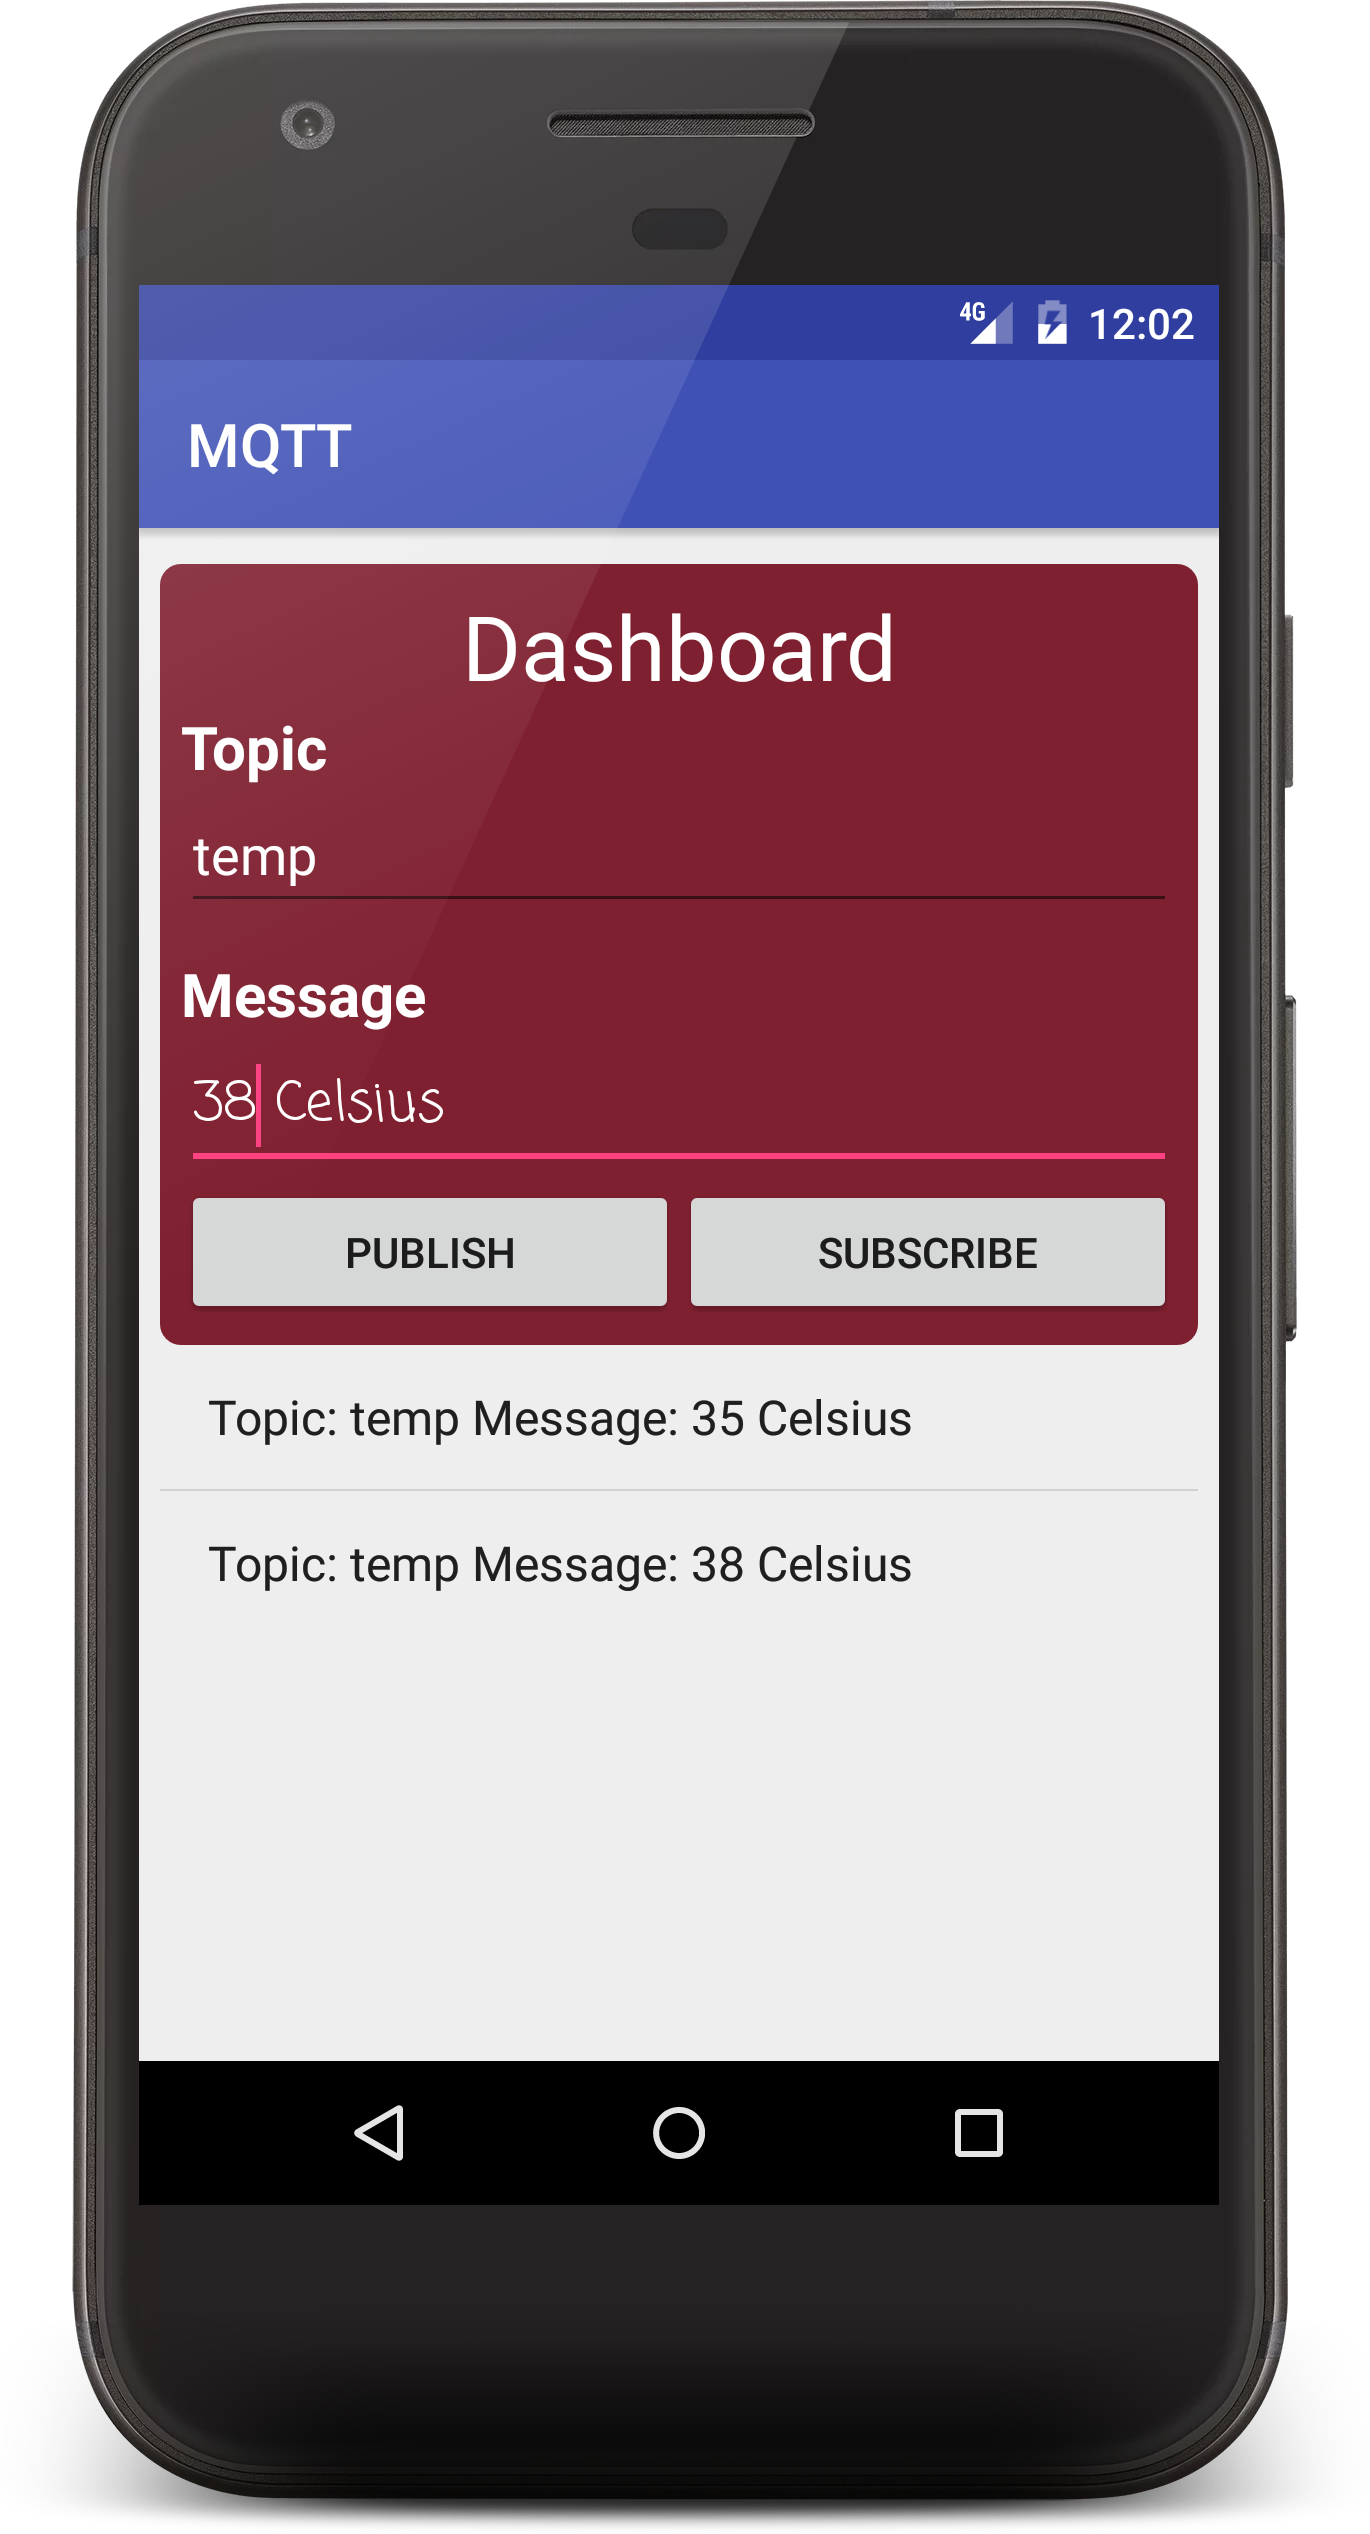 4G 12:02
MQTT
Dashboard
Topic
temp
Message
38 Celsius
PUBLISH SUBSCRIBE
Topic: temp Message: 35 Celsius
Topic: temp Message: 38 Celsius